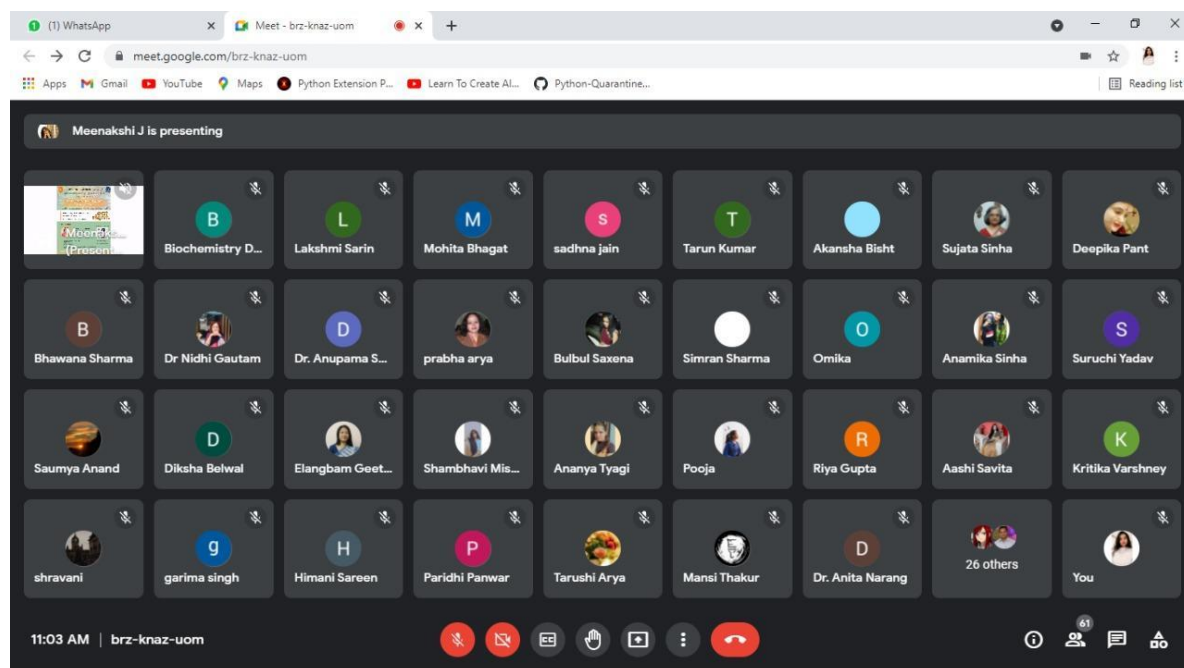 (1) WhatsApp
Meet - brz-knaz-uom
meet.google.com/brz-knaz-uom
Apps
Gmail
YouTube
Maps
Python Extension P...
Learn To Create AI...
Python-Quarantine...
Reading list
Meenakshi J is presenting
Meenaks...
(Present...
B
Biochemistry D...
L
Lakshmi Sarin
M
Mohita Bhagat
s
sadhna jain
T
Tarun Kumar
Akansha Bisht
Sujata Sinha
Deepika Pant
B
Bhawana Sharma
Dr Nidhi Gautam
D
Dr. Anupama S...
prabha arya
Bulbul Saxena
Simran Sharma
O
Omika
Anamika Sinha
S
Suruchi Yadav
Saumya Anand
D
Diksha Belwal
Elangbam Geet...
Shambhavi Mis...
Ananya Tyagi
Pooja
R
Riya Gupta
Aashi Savita
K
Kritika Varshney
shravani
g
garima singh
H
Himani Sareen
P
Paridhi Panwar
Tarushi Arya
Mansi Thakur
D
Dr. Anita Narang
26 others
You
11:03 AM | brz-knaz-uom
CC
61